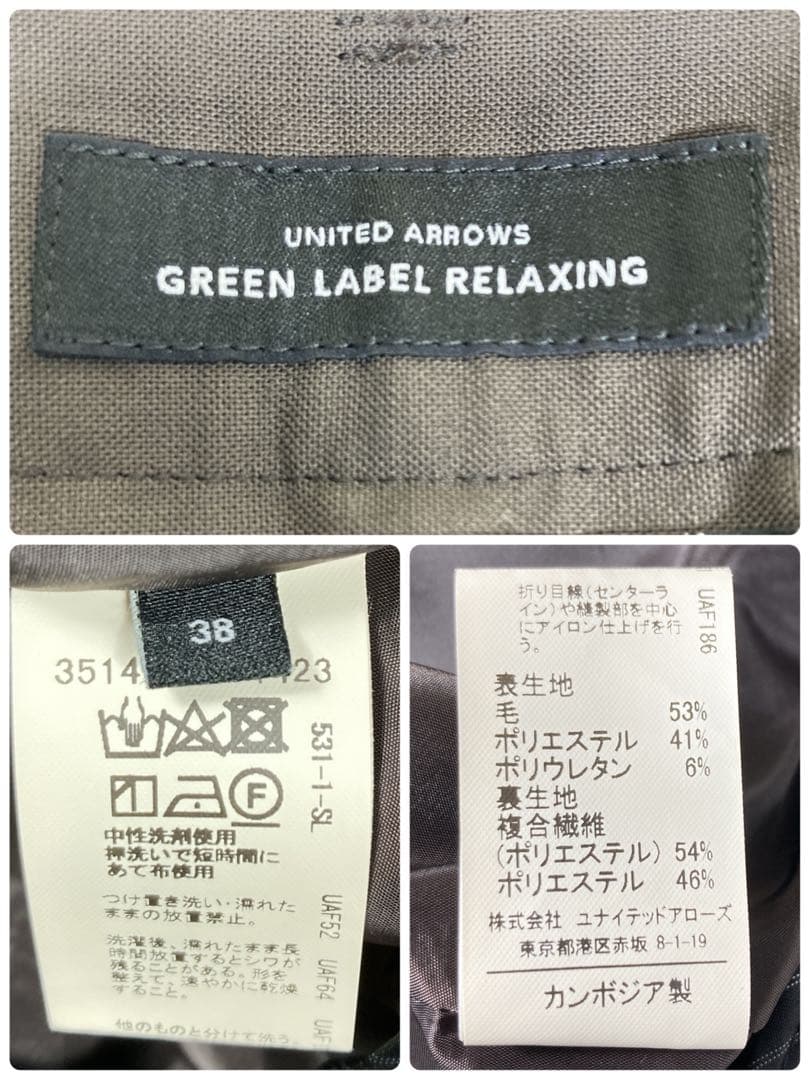 UNITED ARROWS
GREEN LABEL RELAXING
38
3514
423
531-1-SL
F
中性洗剤使用
押洗いで短時間に
あて布使用
つけ置き洗い・濡れた
ままの放置禁止。
洗濯後、濡れたまま長
時間放置するとシワが
残ることがある。形を
整えて、速やかに乾燥
すること。
他のものと分けて洗う。
UAF52 UAF64 UAF
UAF186
折り目線(センターラ
イン)や縫製部を中心
にアイロン仕上げを行
う。
表生地
毛 53%
ポリエステル 41%
ポリウレタン 6%
裏生地
複合繊維
(ポリエステル) 54%
ポリエステル 46%
株式会社 ユナイテッドアローズ
東京都港区赤坂 8-1-19
カンボジア製